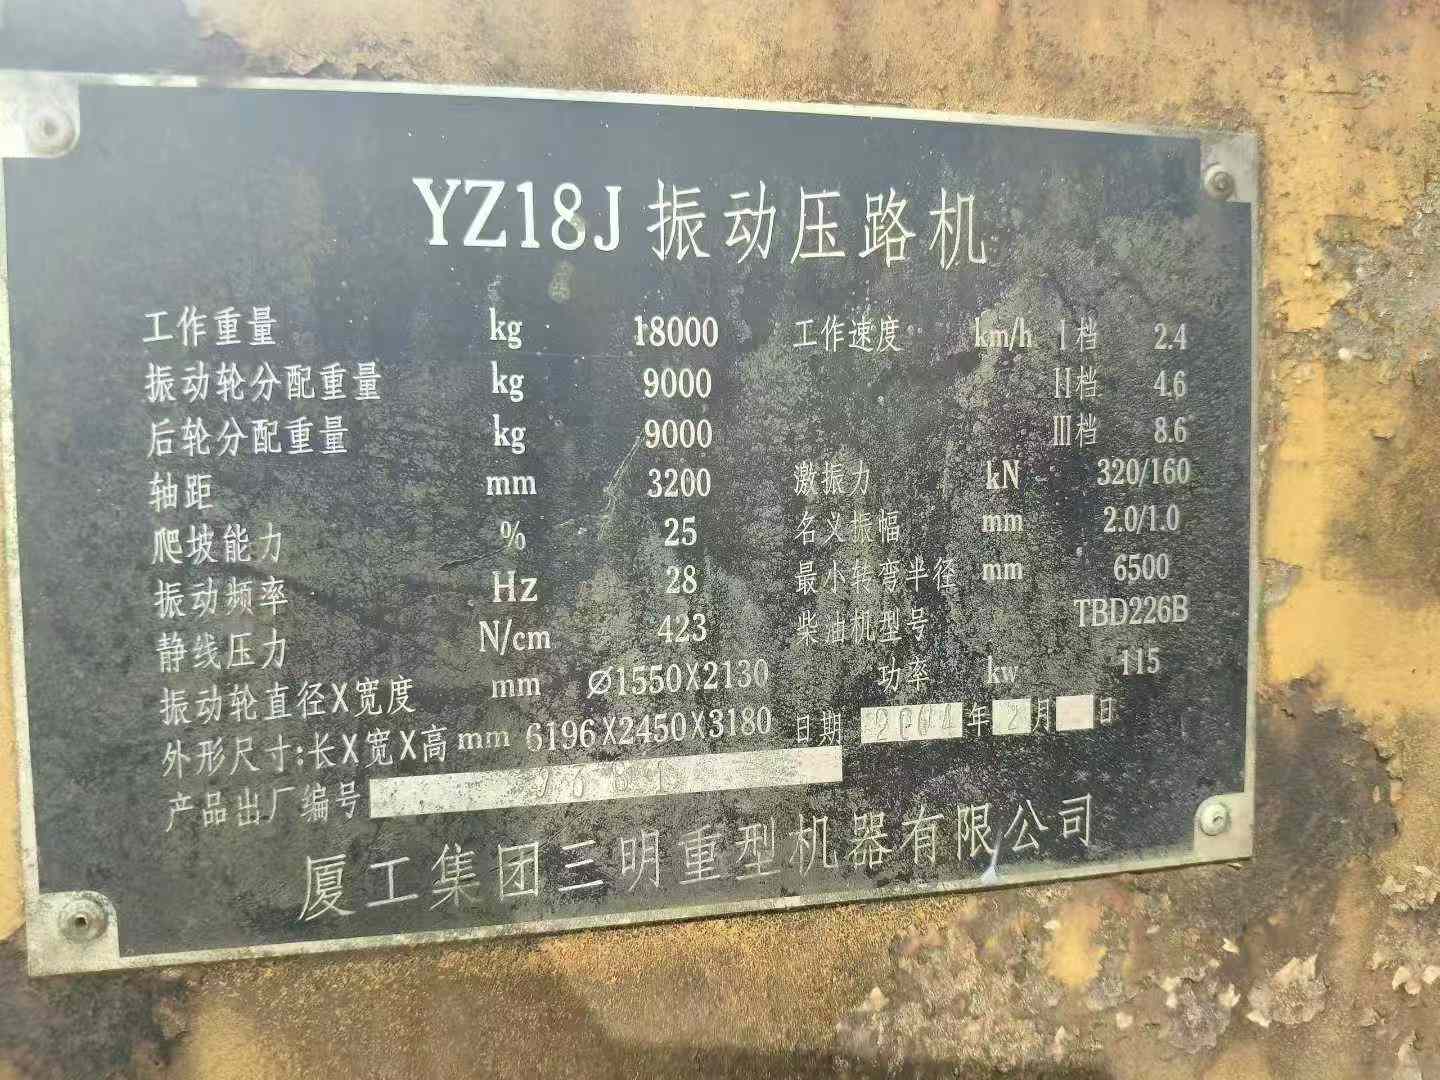 YZ18J 振动压路机
工作重量 kg 18000
振动轮分配重量 kg 9000
后轮分配重量 kg 9000
轴距 mm 3200
爬坡能力 % 25
振动频率 Hz 28
静线压力 N/cm 423
振动轮直径X宽度 mm Ø1550X2130
外形尺寸:长X宽X高 mm 6196X2450X3180
产品出厂编号
工作速度 km/h Ⅰ档 2.4
Ⅱ档 4.6
Ⅲ档 8.6
激振力 kN 320/160
名义振幅 mm 2.0/1.0
最小转弯半径 mm 6500
柴油机型号 TBD226B
功率 kw 115
日期 2004年2月 日
厦工集团三明重型机器有限公司